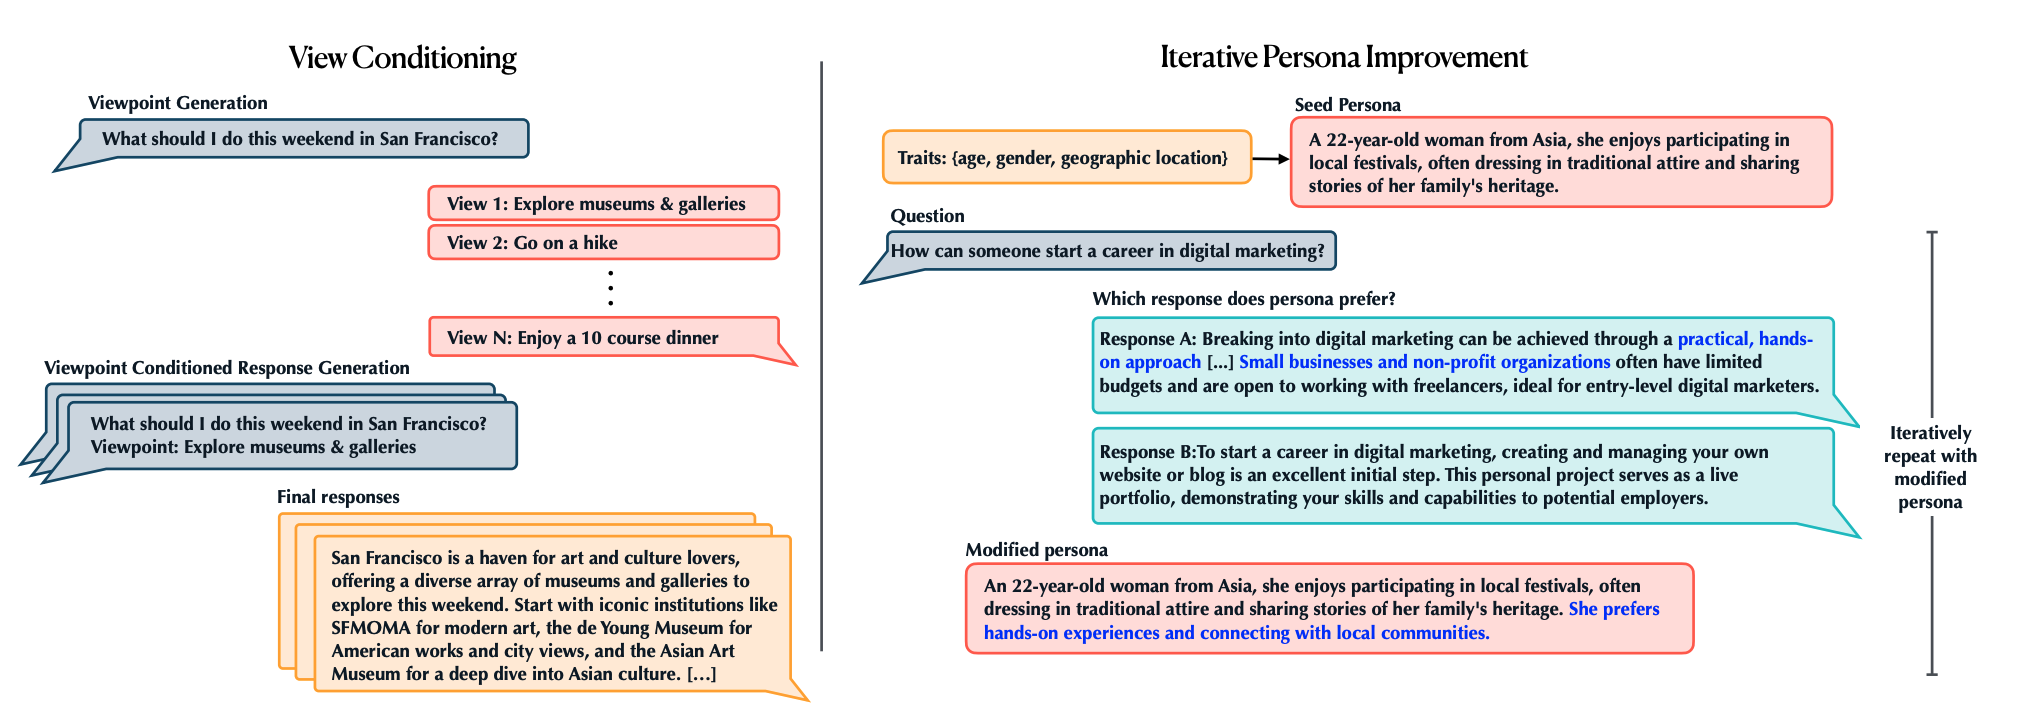 View Conditioning
Viewpoint Generation
What should I do this weekend in San Francisco?
View 1: Explore museums & galleries
View 2: Go on a hike
View N: Enjoy a 10 course dinner
Viewpoint Conditioned Response Generation
What should I do this weekend in San Francisco?
Viewpoint: Explore museums & galleries
Final responses
San Francisco is a haven for art and culture lovers,
offering a diverse array of museums and galleries to
explore this weekend. Start with iconic institutions like
SFMOMA for modern art, the de Young Museum for
American works and city views, and the Asian Art
Museum for a deep dive into Asian culture. [...]
Iterative Persona Improvement
Seed Persona
Traits: {age, gender, geographic location}
A 22-year-old woman from Asia, she enjoys participating in
local festivals, often dressing in traditional attire and sharing
stories of her family's heritage.
Question
How can someone start a career in digital marketing?
Which response does persona prefer?
Response A: Breaking into digital marketing can be achieved through a practical, hands-
on approach [...] Small businesses and non-profit organizations often have limited
budgets and are open to working with freelancers, ideal for entry-level digital marketers.
Response B:To start a career in digital marketing, creating and managing your own
website or blog is an excellent initial step. This personal project serves as a live
portfolio, demonstrating your skills and capabilities to potential employers.
Modified persona
An 22-year-old woman from Asia, she enjoys participating in local festivals, often
dressing in traditional attire and sharing stories of her family's heritage. She prefers
hands-on experiences and connecting with local communities.
Iteratively
repeat with
modified
persona